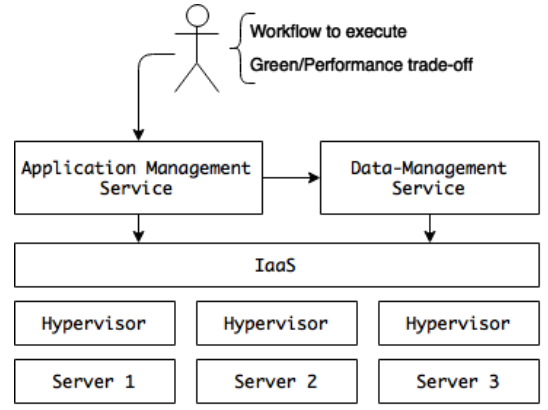 Workflow to execute
Green/Performance trade-off
Application Management
Service
Data-Management
Service
IaaS
Hypervisor
Hypervisor
Hypervisor
Server 1
Server 2
Server 3